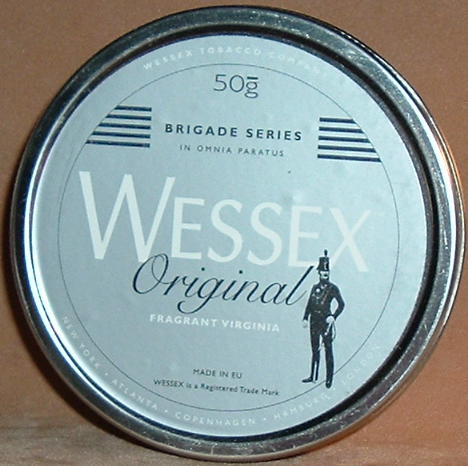 WESSEX TOBACCO COMPANY
50g
BRIGADE SERIES
IN OMNIA PARATUS
WESSEX
Original
FRAGRANT VIRGINIA
MADE IN EU
WESSEX is a Registered Trade Mark
NEW YORK • ATLANTA • COPENHAGEN • HAMBURG • LONDON